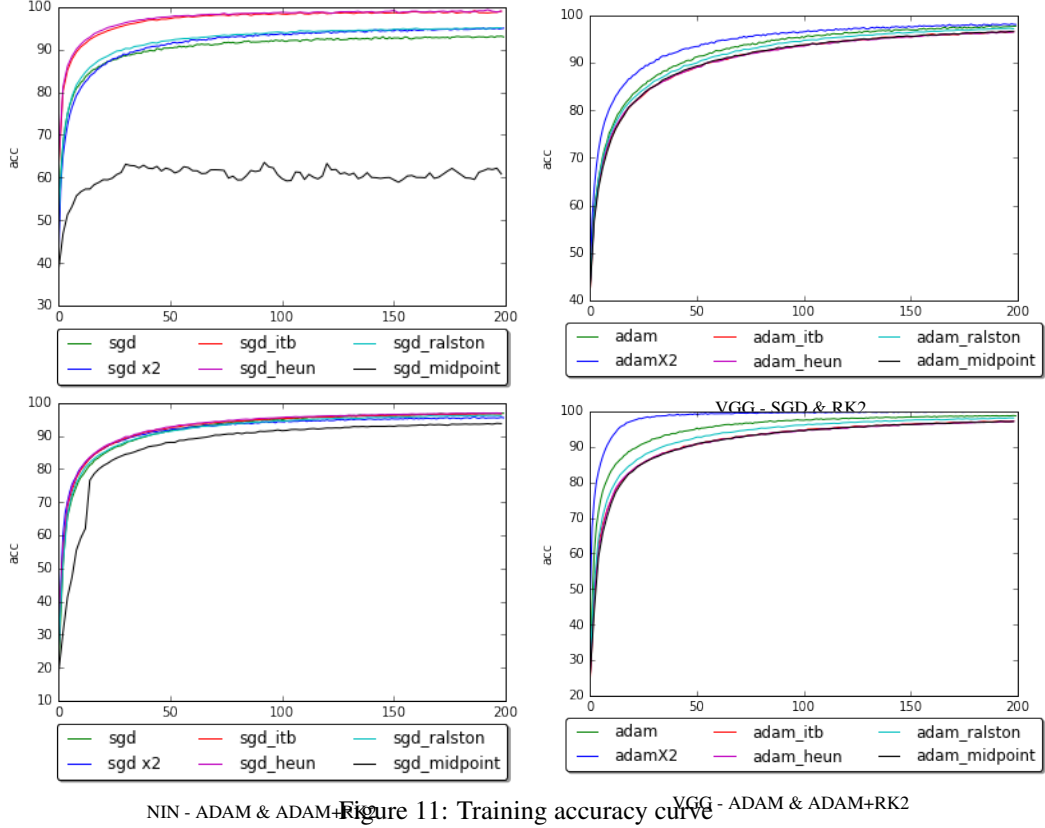 100
90
80
70
60
50
40
30
acc
0 50 100 150 200
sgd sgd_itb sgd_ralston
sgd x2 sgd_heun sgd_midpoint
100
90
80
70
60
50
40
acc
0 50 100 150 200
adam adam_itb adam_ralston
adamX2 adam_heun adam_midpoint
VGG - SGD & RK2
100
90
80
70
60
50
40
30
20
10
acc
0 50 100 150 200
sgd sgd_itb sgd_ralston
sgd x2 sgd_heun sgd_midpoint
100
90
80
70
60
50
40
30
20
acc
0 50 100 150 200
adam adam_itb adam_ralston
adamX2 adam_heun adam_midpoint
NIN - ADAM & ADAM+RK2
VGG - ADAM & ADAM+RK2
Figure 11: Training accuracy curve